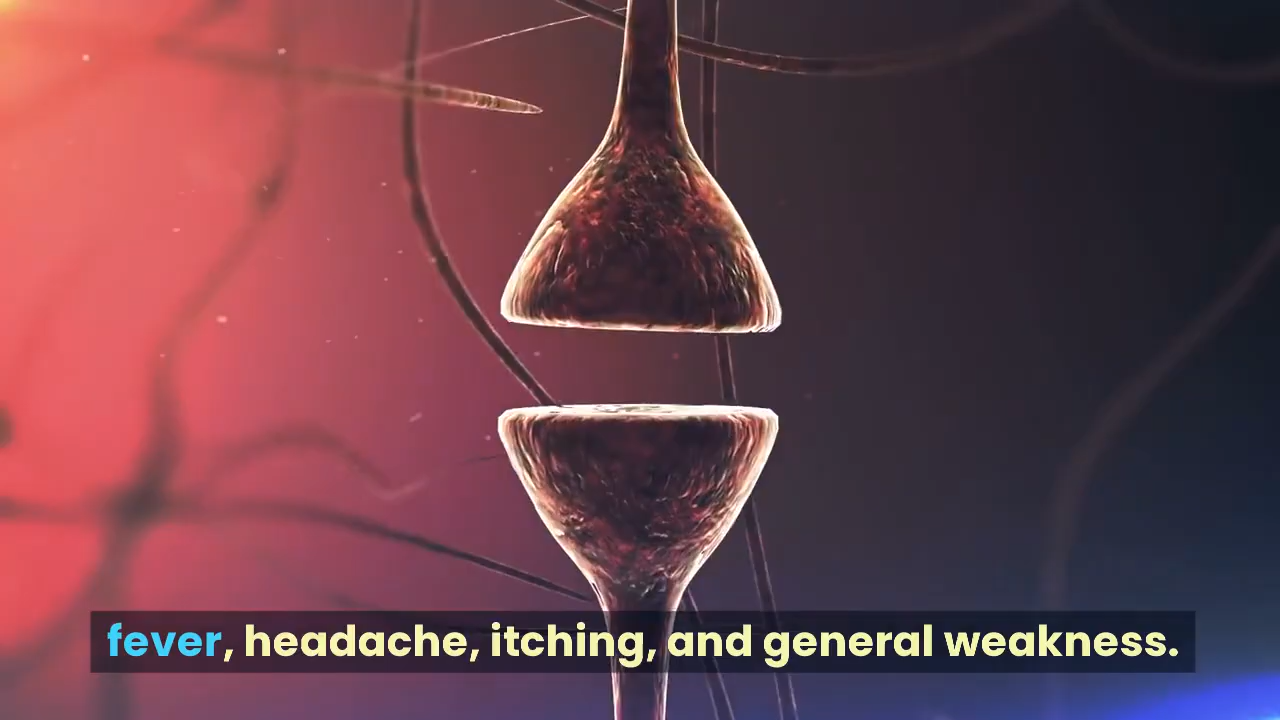 fever, headache, itching, and general weakness.